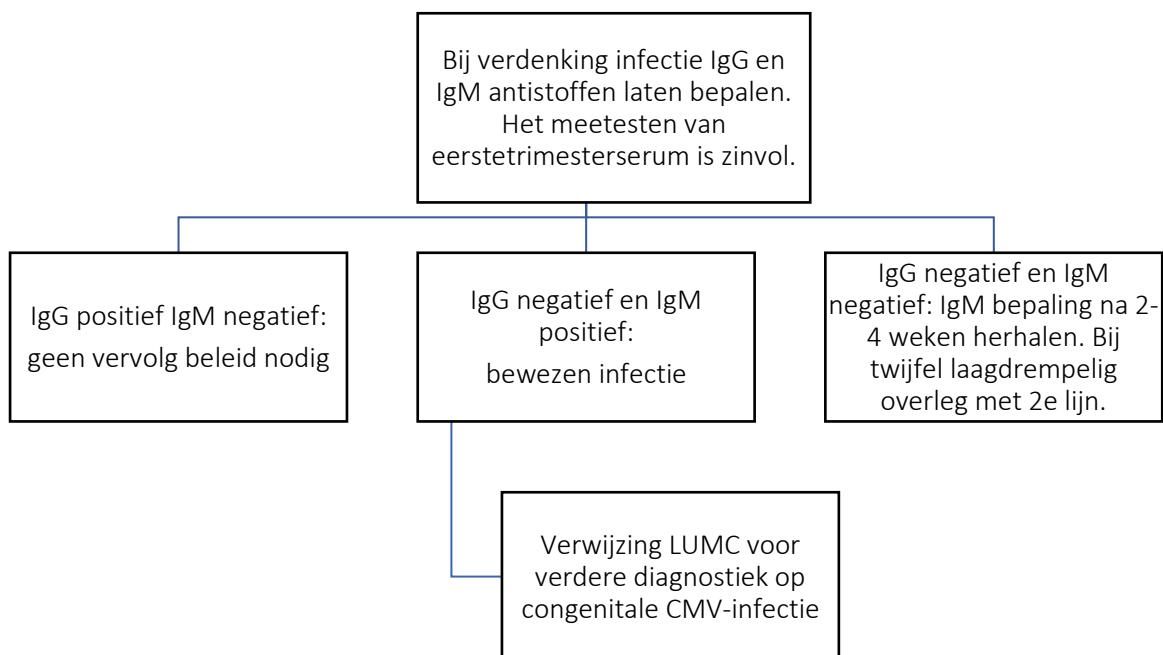 Bij verdenking infectie IgG en
IgM antistoffen laten bepalen.
Het meetesten van
eerstetrimesterserum is zinvol.
IgG positief IgM negatief:
geen vervolg beleid nodig
IgG negatief en IgM
positief:
bewezen infectie
IgG negatief en IgM
negatief: IgM bepaling na 2-
4 weken herhalen. Bij
twijfel laagdrempelig
overleg met 2e lijn.
Verwijzing LUMC voor
verdere diagnostiek op
congenitale CMV-infectie